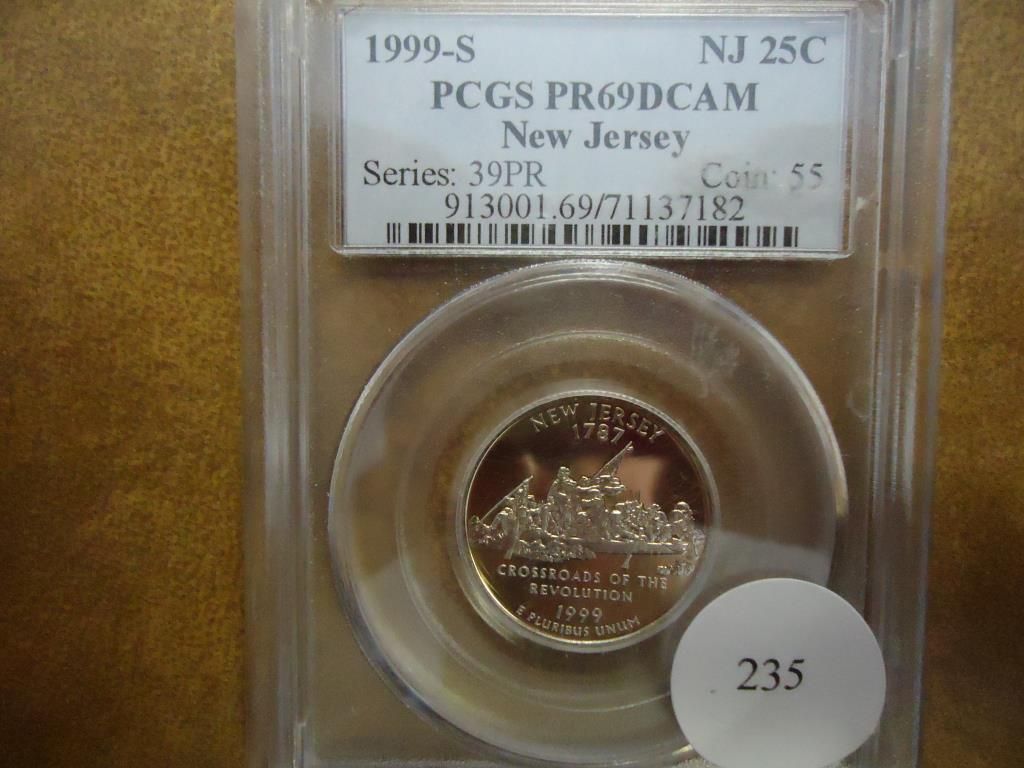 1999-S NJ 25C
PCGS PR69DCAM
New Jersey
Series: 39PR Coin: 55
913001.69/71137182
NEW JERSEY
1787
CROSSROADS OF THE
REVOLUTION
1999
E PLURIBUS UNUM
235